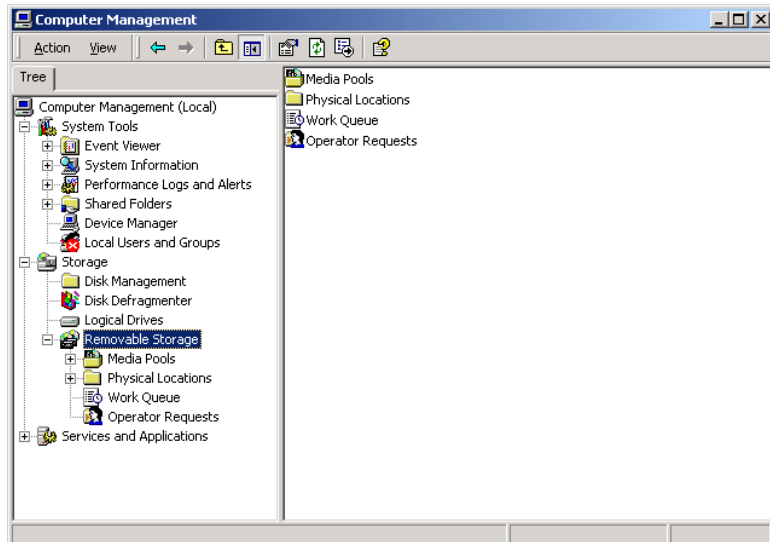 Computer Management
Action View
Tree
Computer Management (Local)
System Tools
Event Viewer
System Information
Performance Logs and Alerts
Shared Folders
Device Manager
Local Users and Groups
Storage
Disk Management
Disk Defragmenter
Logical Drives
Removable Storage
Media Pools
Physical Locations
Work Queue
Operator Requests
Services and Applications
Media Pools
Physical Locations
Work Queue
Operator Requests